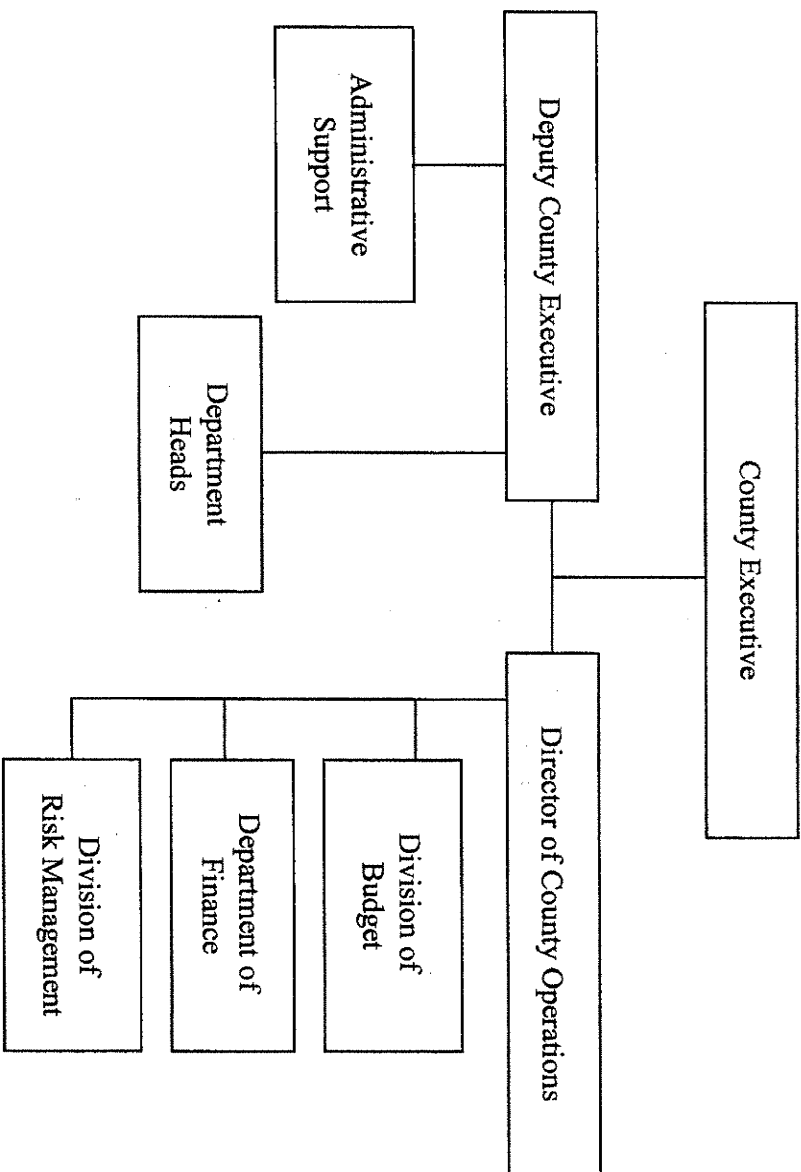 County Executive
Deputy County Executive
Director of County Operations
Administrative
Support
Department
Heads
Division of
Budget
Department of
Finance
Division of
Risk Management